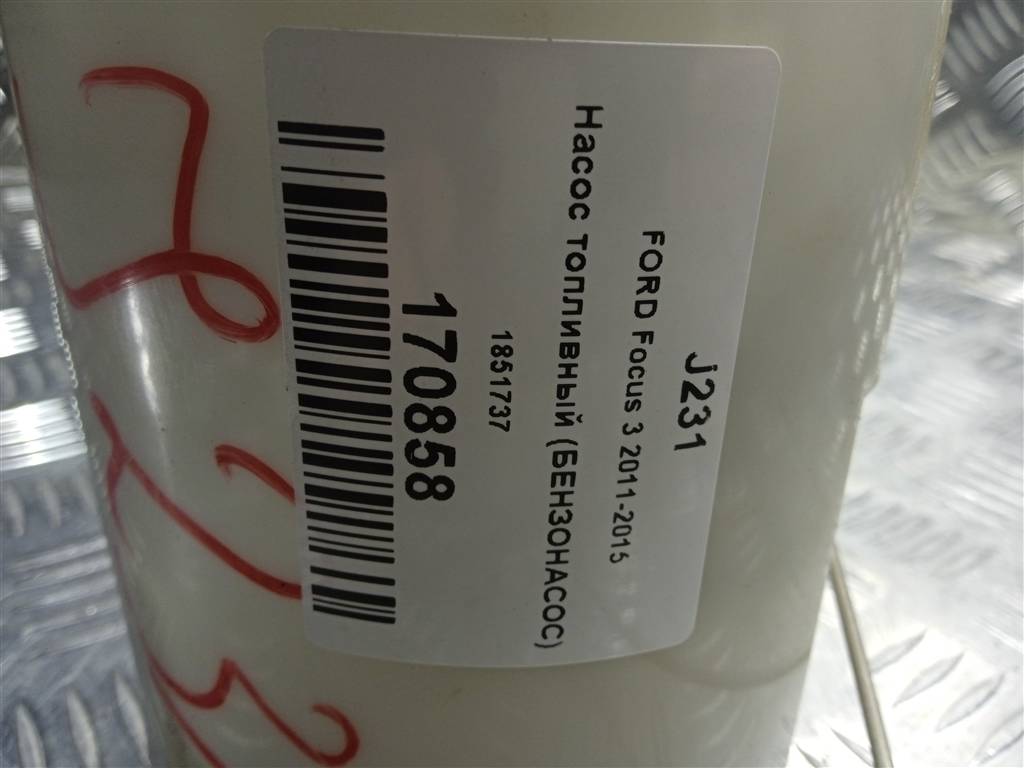 j231
FORD Focus 3 2011-2015
Насос топливный (БЕНЗОНАСОС)
1851737
170858